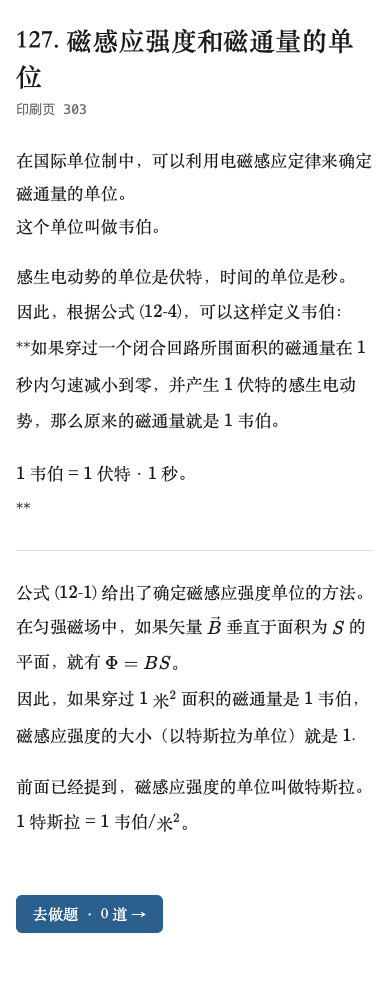 127. 磁感应强度和磁通量的单
位
印刷页 303
在国际单位制中，可以利用电磁感应定律来确定
磁通量的单位。
这个单位叫做韦伯。
感生电动势的单位是伏特，时间的单位是秒。
因此，根据公式 (12-4)，可以这样定义韦伯：
**如果穿过一个闭合回路所围面积的磁通量在 1
秒内匀速减小到零，并产生 1 伏特的感生电动
势，那么原来的磁通量就是 1 韦伯。
1 韦伯 = 1 伏特 · 1 秒。
**
公式 (12-1) 给出了确定磁感应强度单位的方法。
在匀强磁场中，如果矢量 $\vec{B}$ 垂直于面积为 S 的
平面，就有 Φ = BS。
因此，如果穿过 1 米² 面积的磁通量是 1 韦伯，
磁感应强度的大小（以特斯拉为单位）就是 1.
前面已经提到，磁感应强度的单位叫做特斯拉。
1 特斯拉 = 1 韦伯/米²。
去做题 · 0 道 →